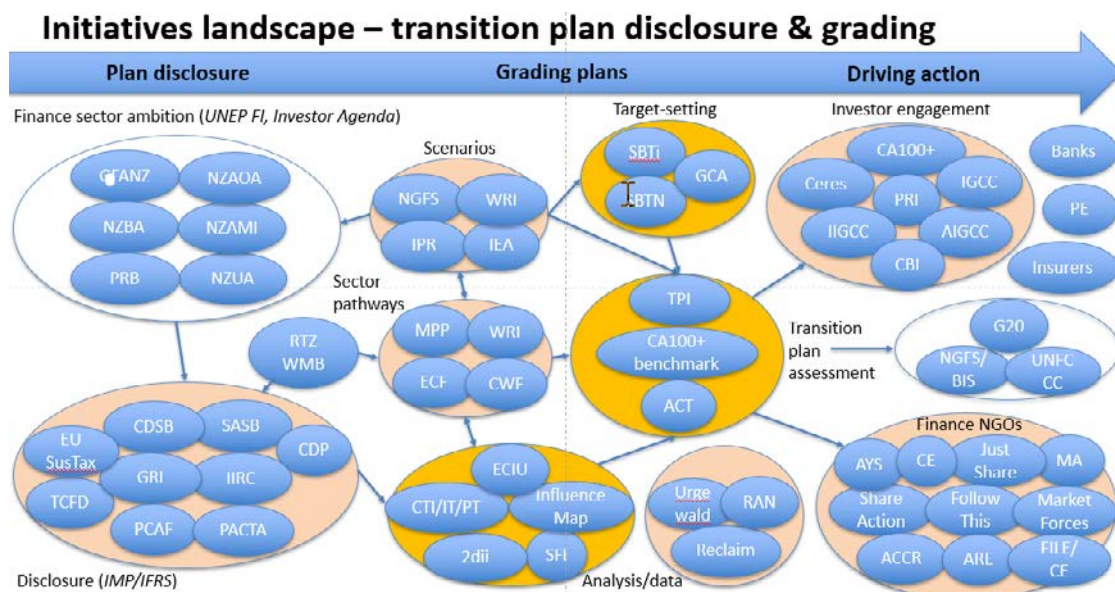 Initiatives landscape – transition plan disclosure & grading
Plan disclosure
Grading plans
Driving action
Finance sector ambition (UNEP FI, Investor Agenda)
GFANZ
NZAOA
NZBA
NZAMI
PRB
NZUA
Scenarios
NGFS
WRI
IPR
IEA
Target-setting
SBTi
GCA
SBTN
Investor engagement
CA100+
Ceres
IGCC
PRI
IIGCC
AIGCC
CBI
Banks
PE
Insurers
Sector
pathways
MPP
WRI
ECF
CWF
RTZ
WMB
TPI
CA100+
benchmark
ACT
Transition
plan
assessment
G20
NGFS/
BIS
UNFC
CC
EU
SusTax
CDSB
SASB
CDP
GRI
IIRC
TCFD
PCAF
PACTA
Disclosure (IMP/IFRS)
ECIU
CTI/IT/PT
Influence
Map
2dii
SFI
Urge
wald
RAN
Reclaim
Analysis/data
Finance NGOs
AYS
CE
Just
Share
MA
Share
Action
Follow
This
Market
Forces
ACCR
ARE